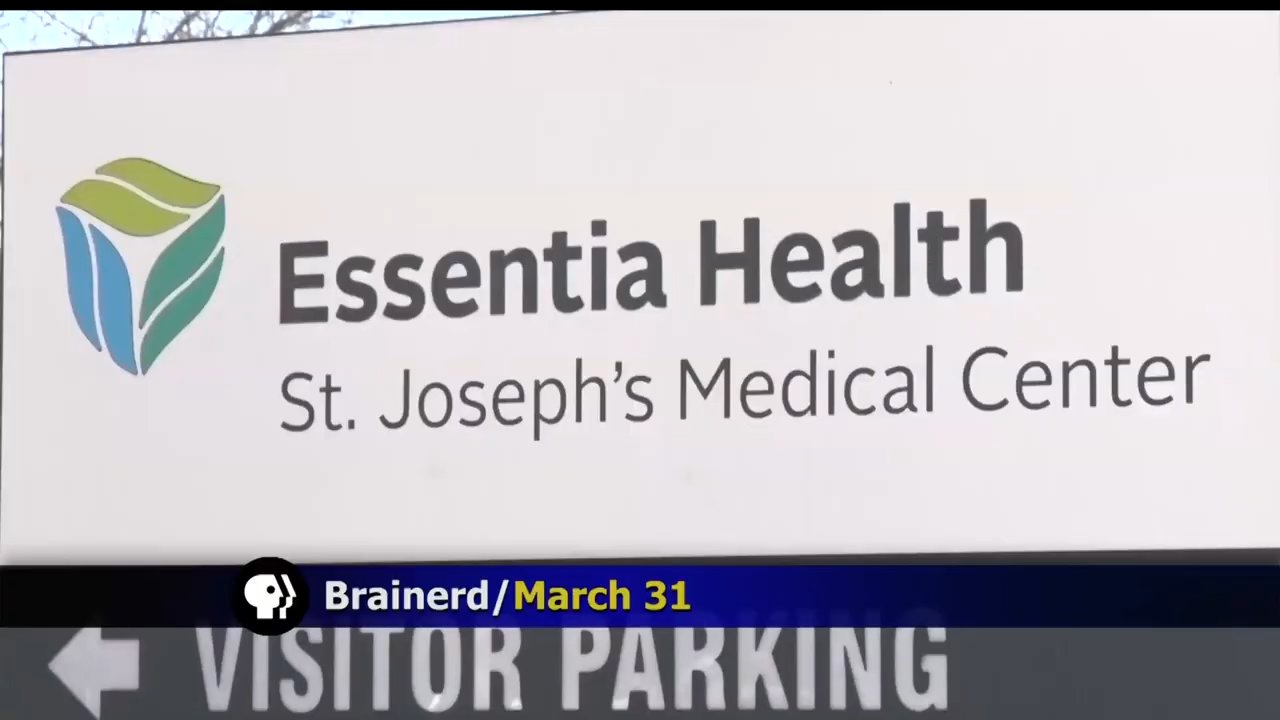 Essentia Health
St. Joseph's Medical Center
Brainerd/March 31
VISITOR PARKING